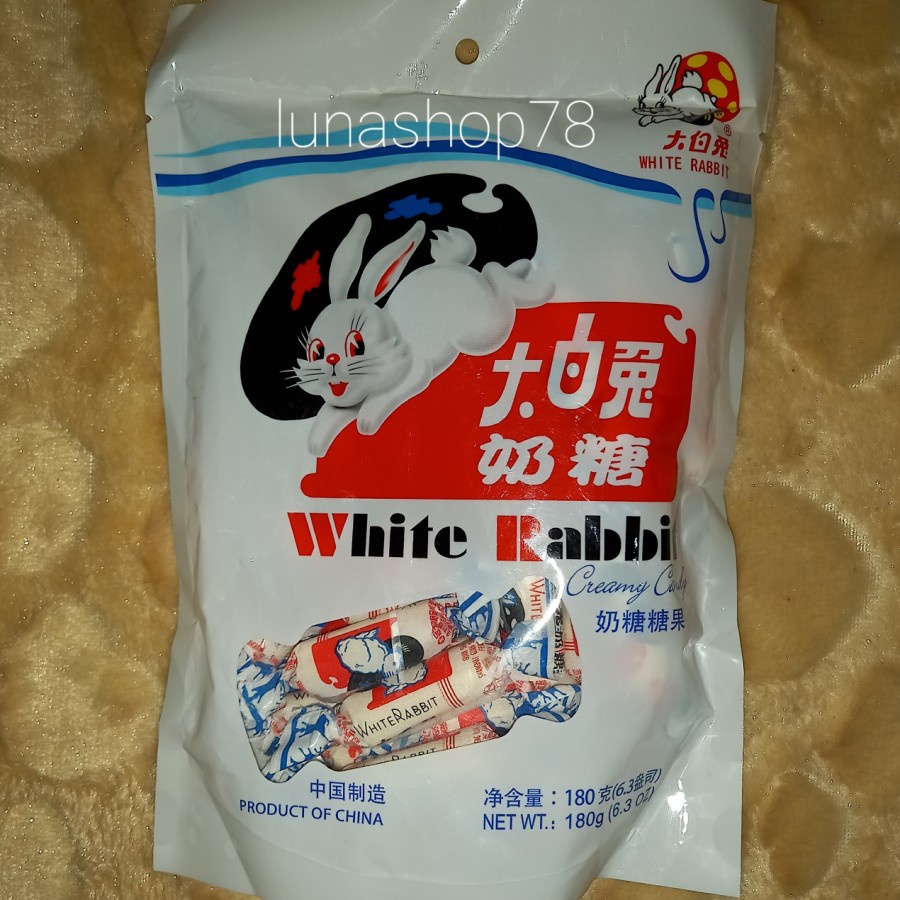 lunashop78
大白兔®
WHITE RABBIT
大白兔
奶糖
White Rabbit
Creamy Candy
奶糖糖果
WHITE
WHITE RABBIT
RABBIT
中国制造
PRODUCT OF CHINA
净含量：180克(6.3盎司)
NET WT.: 180g (6.3 OZ)